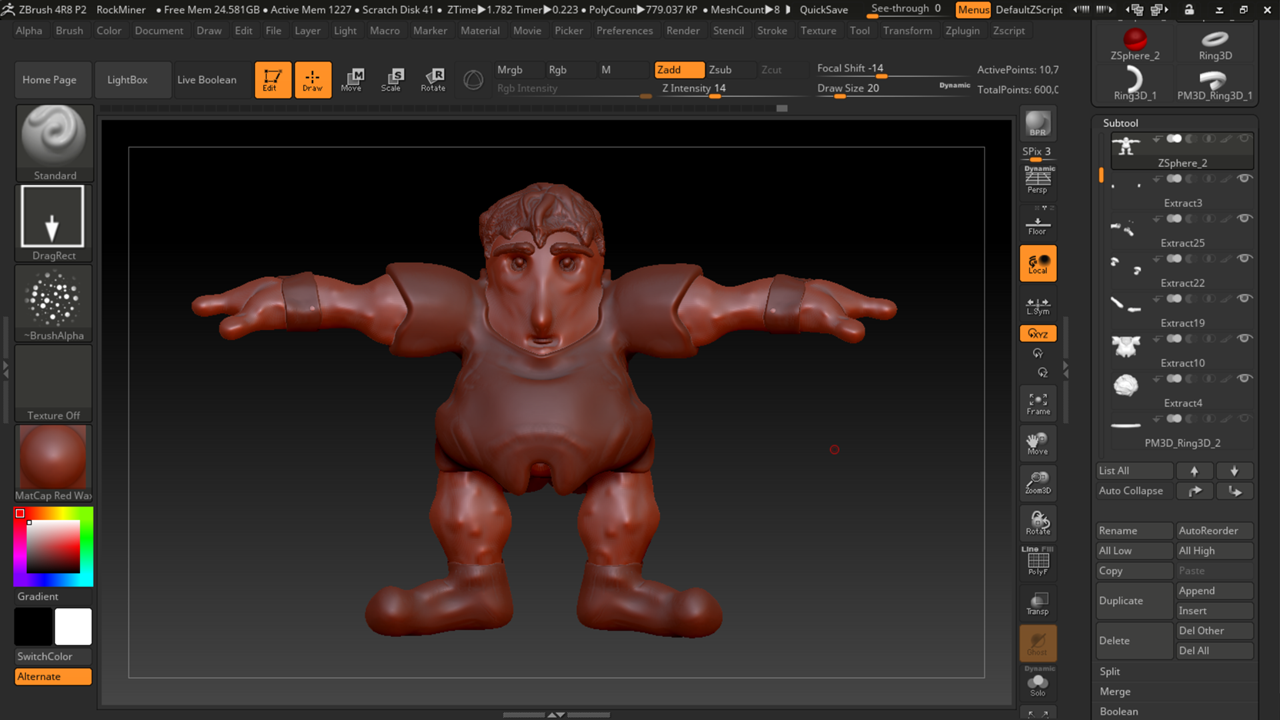 ZBrush 4R8 P2 RockMiner • Free Mem 24.581GB • Active Mem 1227 • Scratch Disk 41 • ZTime▶1.782 Timer▶0.223 • PolyCount▶779.037 KP • MeshCount▶8 QuickSave See-through 0 Menus DefaultZScript
Alpha Brush Color Document Draw Edit File Layer Light Macro Marker Material Movie Picker Preferences Render Stencil Stroke Texture Tool Transform Zplugin Zscript
Home Page LightBox Live Boolean Edit Draw Move Scale Rotate
Mrgb Rgb M Zadd Zsub Zcut Focal Shift -14 ActivePoints: 10,7
Rgb Intensity Z Intensity 14 Draw Size 20 Dynamic TotalPoints: 600,0
Standard
DragRect
~BrushAlpha
Texture Off
MatCap Red Wax
Gradient
SwitchColor
Alternate
BPR
SPix 3
Dynamic
Persp
Floor
Local
L.Sym
XYZ
Y
Z
Frame
Move
Zoom3D
Rotate
Line Fill
PolyF
Transp
Ghost
Dynamic
Solo
ZSphere_2 Ring3D
Ring3D_1 PM3D_Ring3D_1
Subtool
ZSphere_2
Extract3
Extract25
Extract22
Extract19
Extract10
Extract4
PM3D_Ring3D_2
List All
Auto Collapse
Rename AutoReorder
All Low All High
Copy Paste
Duplicate Append
Insert
Delete Del Other
Del All
Split
Merge
Boolean